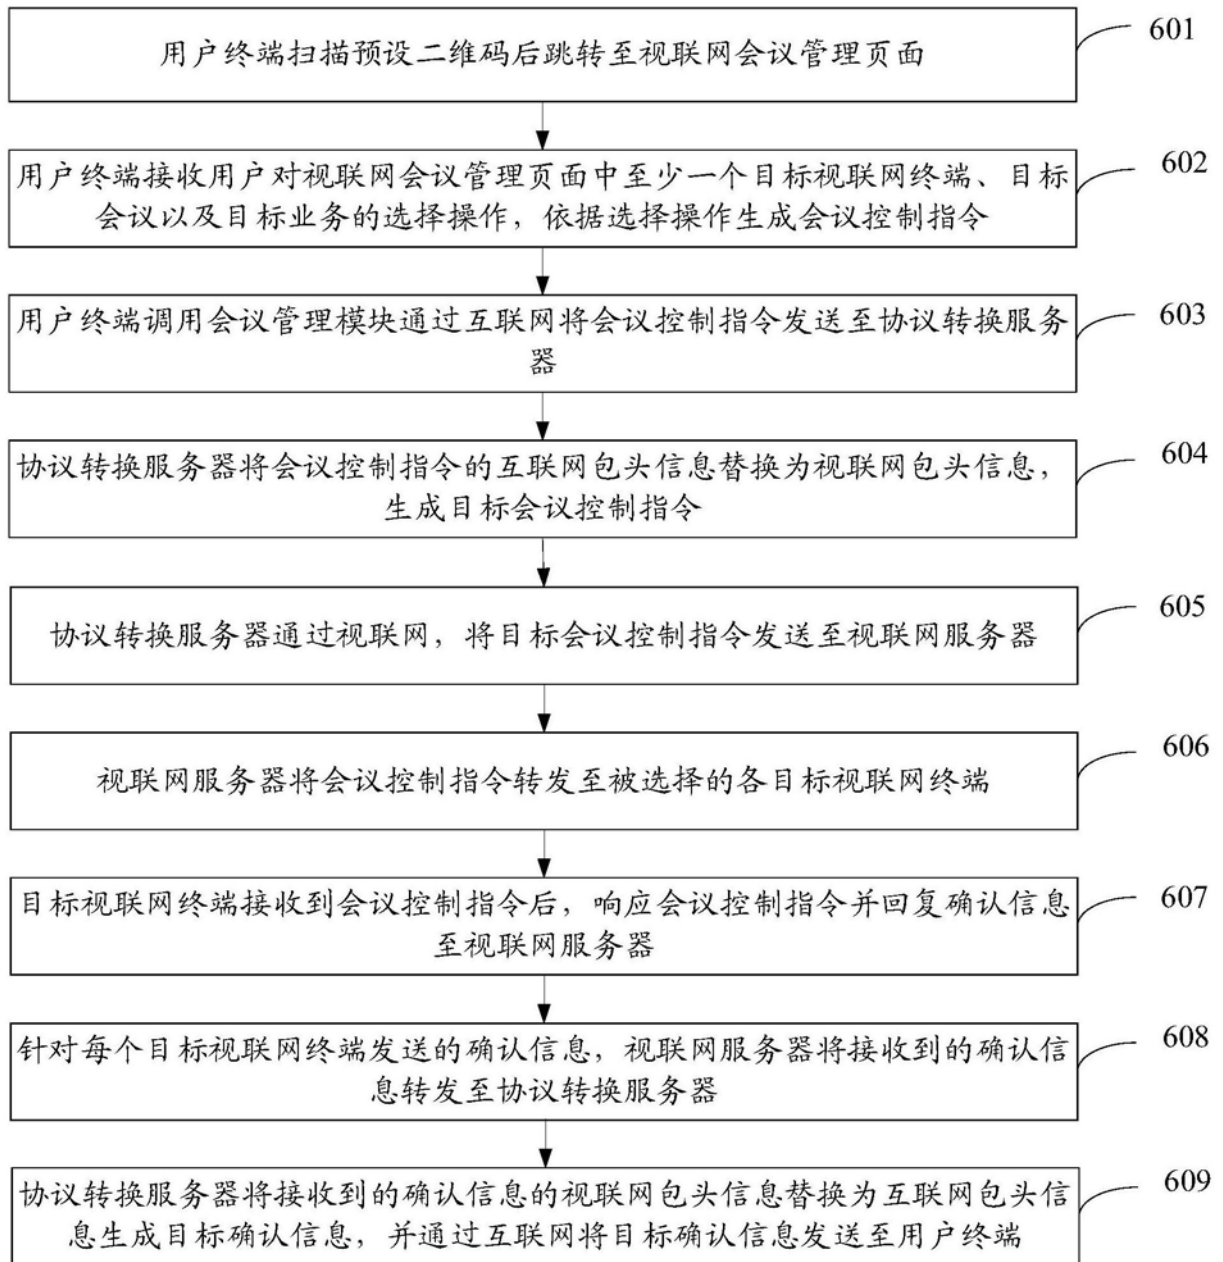 用户终端扫描预设二维码后跳转至视联网会议管理页面
601
用户终端接收用户对视联网会议管理页面中至少一个目标视联网终端、目标
会议以及目标业务的选择操作，依据选择操作生成会议控制指令
602
用户终端调用会议管理模块通过互联网将会议控制指令发送至协议转换服务
器
603
协议转换服务器将会议控制指令的互联网包头信息替换为视联网包头信息，
生成目标会议控制指令
604
协议转换服务器通过视联网，将目标会议控制指令发送至视联网服务器
605
视联网服务器将会议控制指令转发至被选择的各目标视联网终端
606
目标视联网终端接收到会议控制指令后，响应会议控制指令并回复确认信息
至视联网服务器
607
针对每个目标视联网终端发送的确认信息，视联网服务器将接收到的确认信
息转发至协议转换服务器
608
协议转换服务器将接收到的确认信息的视联网包头信息替换为互联网包头信
息生成目标确认信息，并通过互联网将目标确认信息发送至用户终端
609